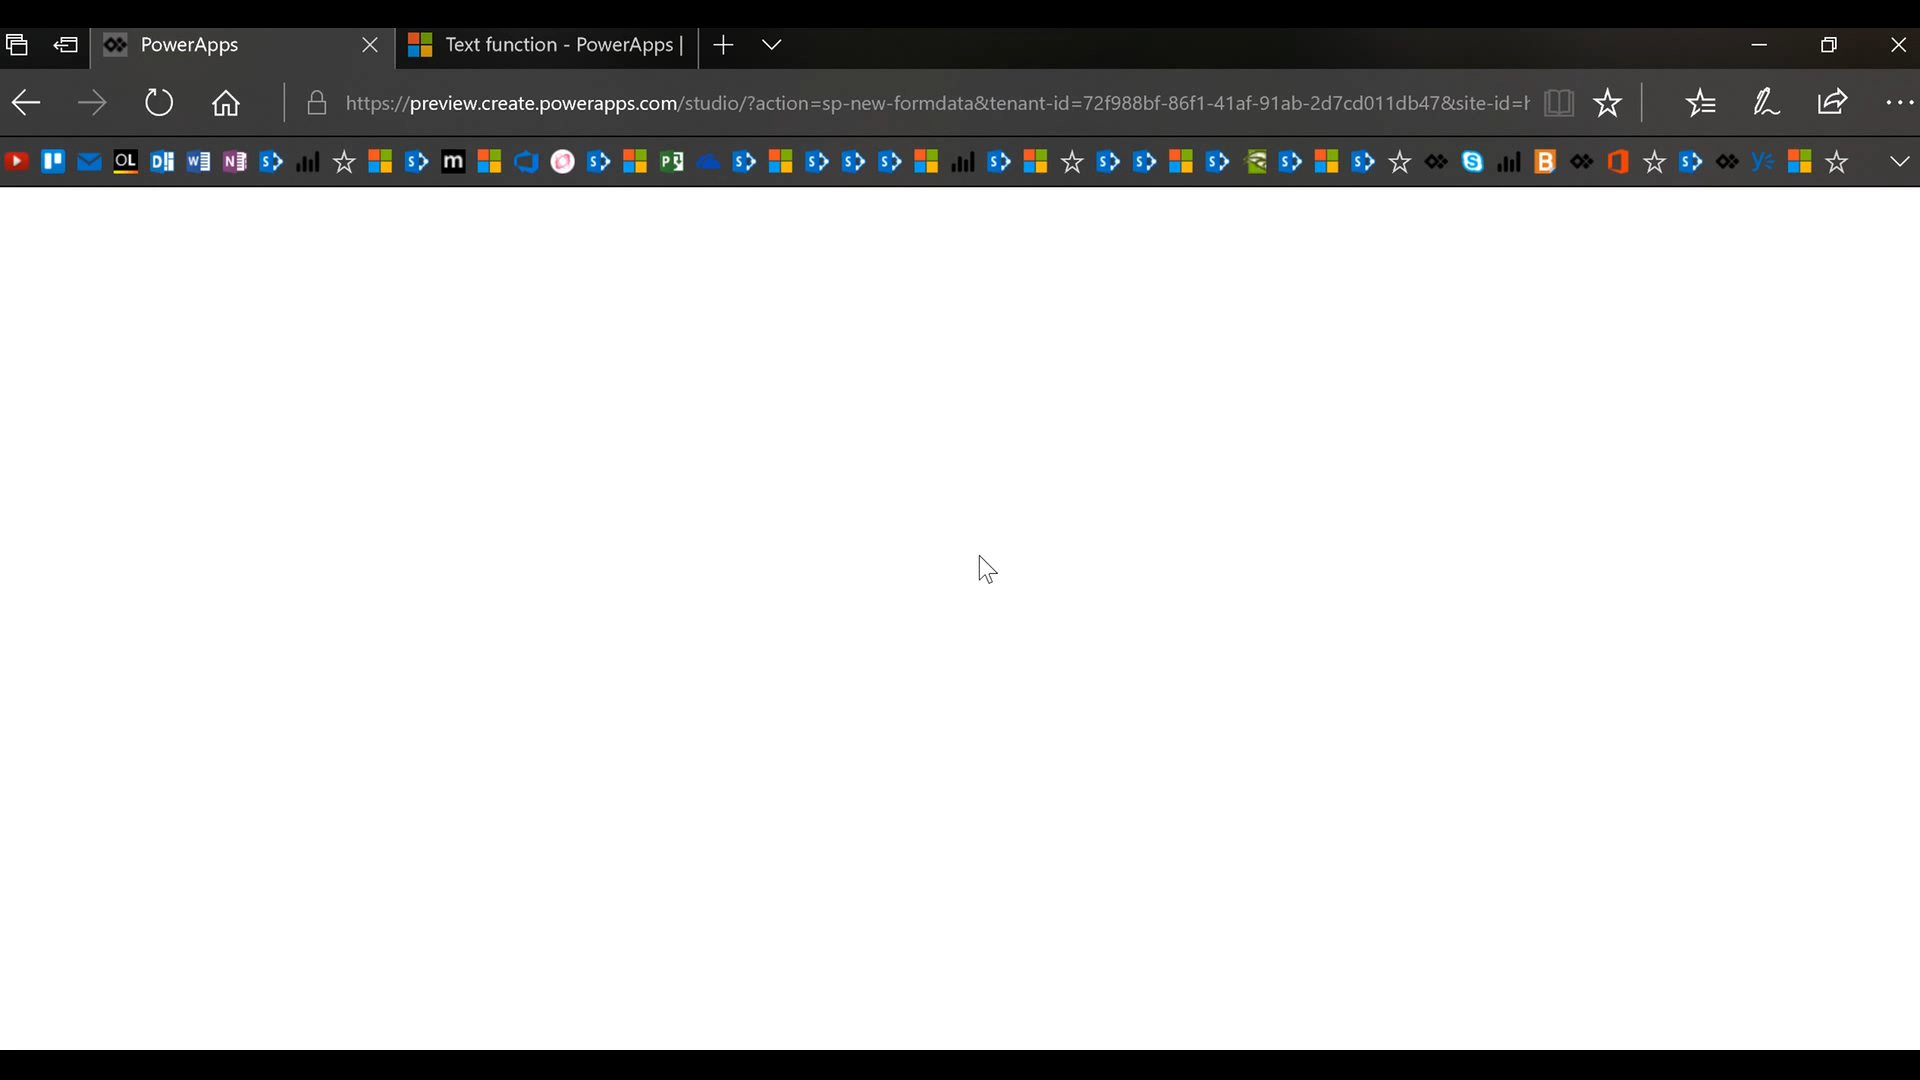 PowerApps
Text function - PowerApps |
https://preview.create.powerapps.com/studio/?action=sp-new-formdata&tenant-id=72f988bf-86f1-41af-91ab-2d7cd011db47&site-id=h
OL D W N S S m S P S S S S S S S S S S S B S y